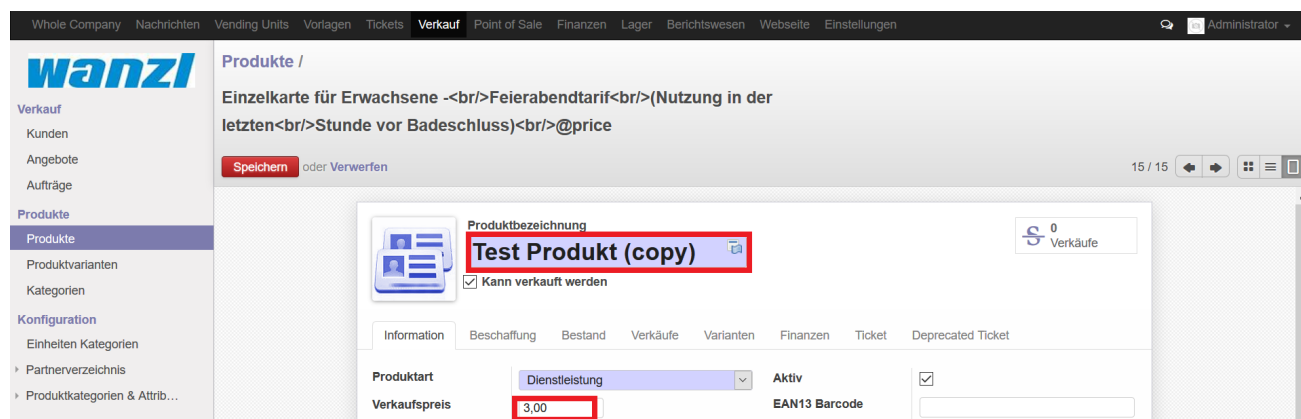 Whole Company Nachrichten Vending Units Vorlagen Tickets Verkauf Point of Sale Finanzen Lager Berichtswesen Webseite Einstellungen Administrator
wanzl
Produkte /
Einzelkarte für Erwachsene -<br/>Feierabendtarif<br/>(Nutzung in der
letzten<br/>Stunde vor Badeschluss)<br/>@price
Speichern oder Verwerfen
15 / 15
Verkauf
Kunden
Angebote
Aufträge
Produkte
Produkte
Produktvarianten
Kategorien
Konfiguration
Einheiten Kategorien
Partnerverzeichnis
Produktkategorien & Attrib…
Produktbezeichnung
Test Produkt (copy)
Kann verkauft werden
0
Verkäufe
Information Beschaffung Bestand Verkäufe Varianten Finanzen Ticket Deprecated Ticket
Produktart Dienstleistung Aktiv
Verkaufspreis 3,00 EAN13 Barcode